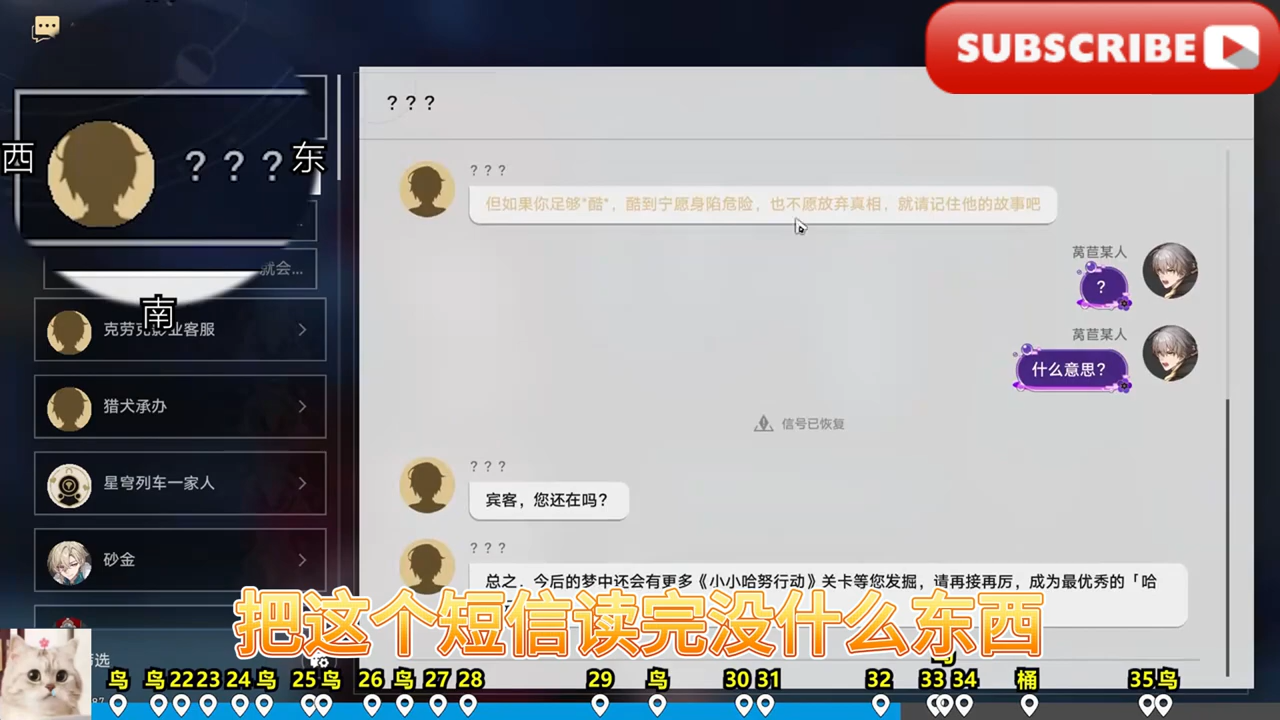 SUBSCRIBE
？？？
西
？？？
东
南
就会...
克劳克影业客服
猎犬承办
星穹列车一家人
砂金
？？？
但如果你足够"酷"，酷到宁愿身陷危险，也不愿放弃真相，就请记住他的故事吧
莴苣某人
?
莴苣某人
什么意思?
信号已恢复
？？？
宾客，您还在吗?
？？？
总之，今后的梦中还会有更多《小小哈努行动》关卡等您发掘，请再接再厉，成为最优秀的「哈
把这个短信读完没什么东西
鸟 鸟 22 23 24 鸟 25 鸟 26 鸟 27 28 29 鸟 30 31 32 33 34 桶 35 鸟